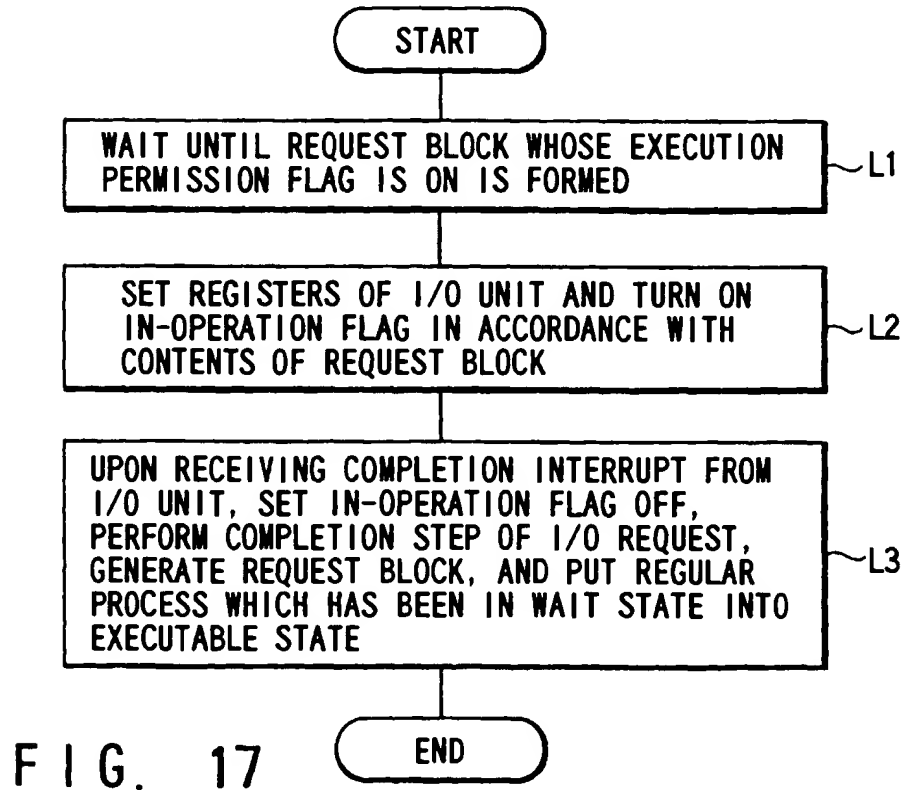 START
WAIT UNTIL REQUEST BLOCK WHOSE EXECUTION
PERMISSION FLAG IS ON IS FORMED
L1
SET REGISTERS OF I/O UNIT AND TURN ON
IN-OPERATION FLAG IN ACCORDANCE WITH
CONTENTS OF REQUEST BLOCK
L2
UPON RECEIVING COMPLETION INTERRUPT FROM
I/O UNIT, SET IN-OPERATION FLAG OFF,
PERFORM COMPLETION STEP OF I/O REQUEST,
GENERATE REQUEST BLOCK, AND PUT REGULAR
PROCESS WHICH HAS BEEN IN WAIT STATE INTO
EXECUTABLE STATE
L3
END
FIG. 17